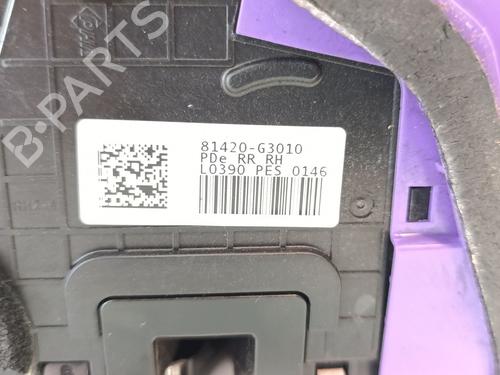 81420-G3010
PDe RR RH
L0390 PES 0146
B-PARTS